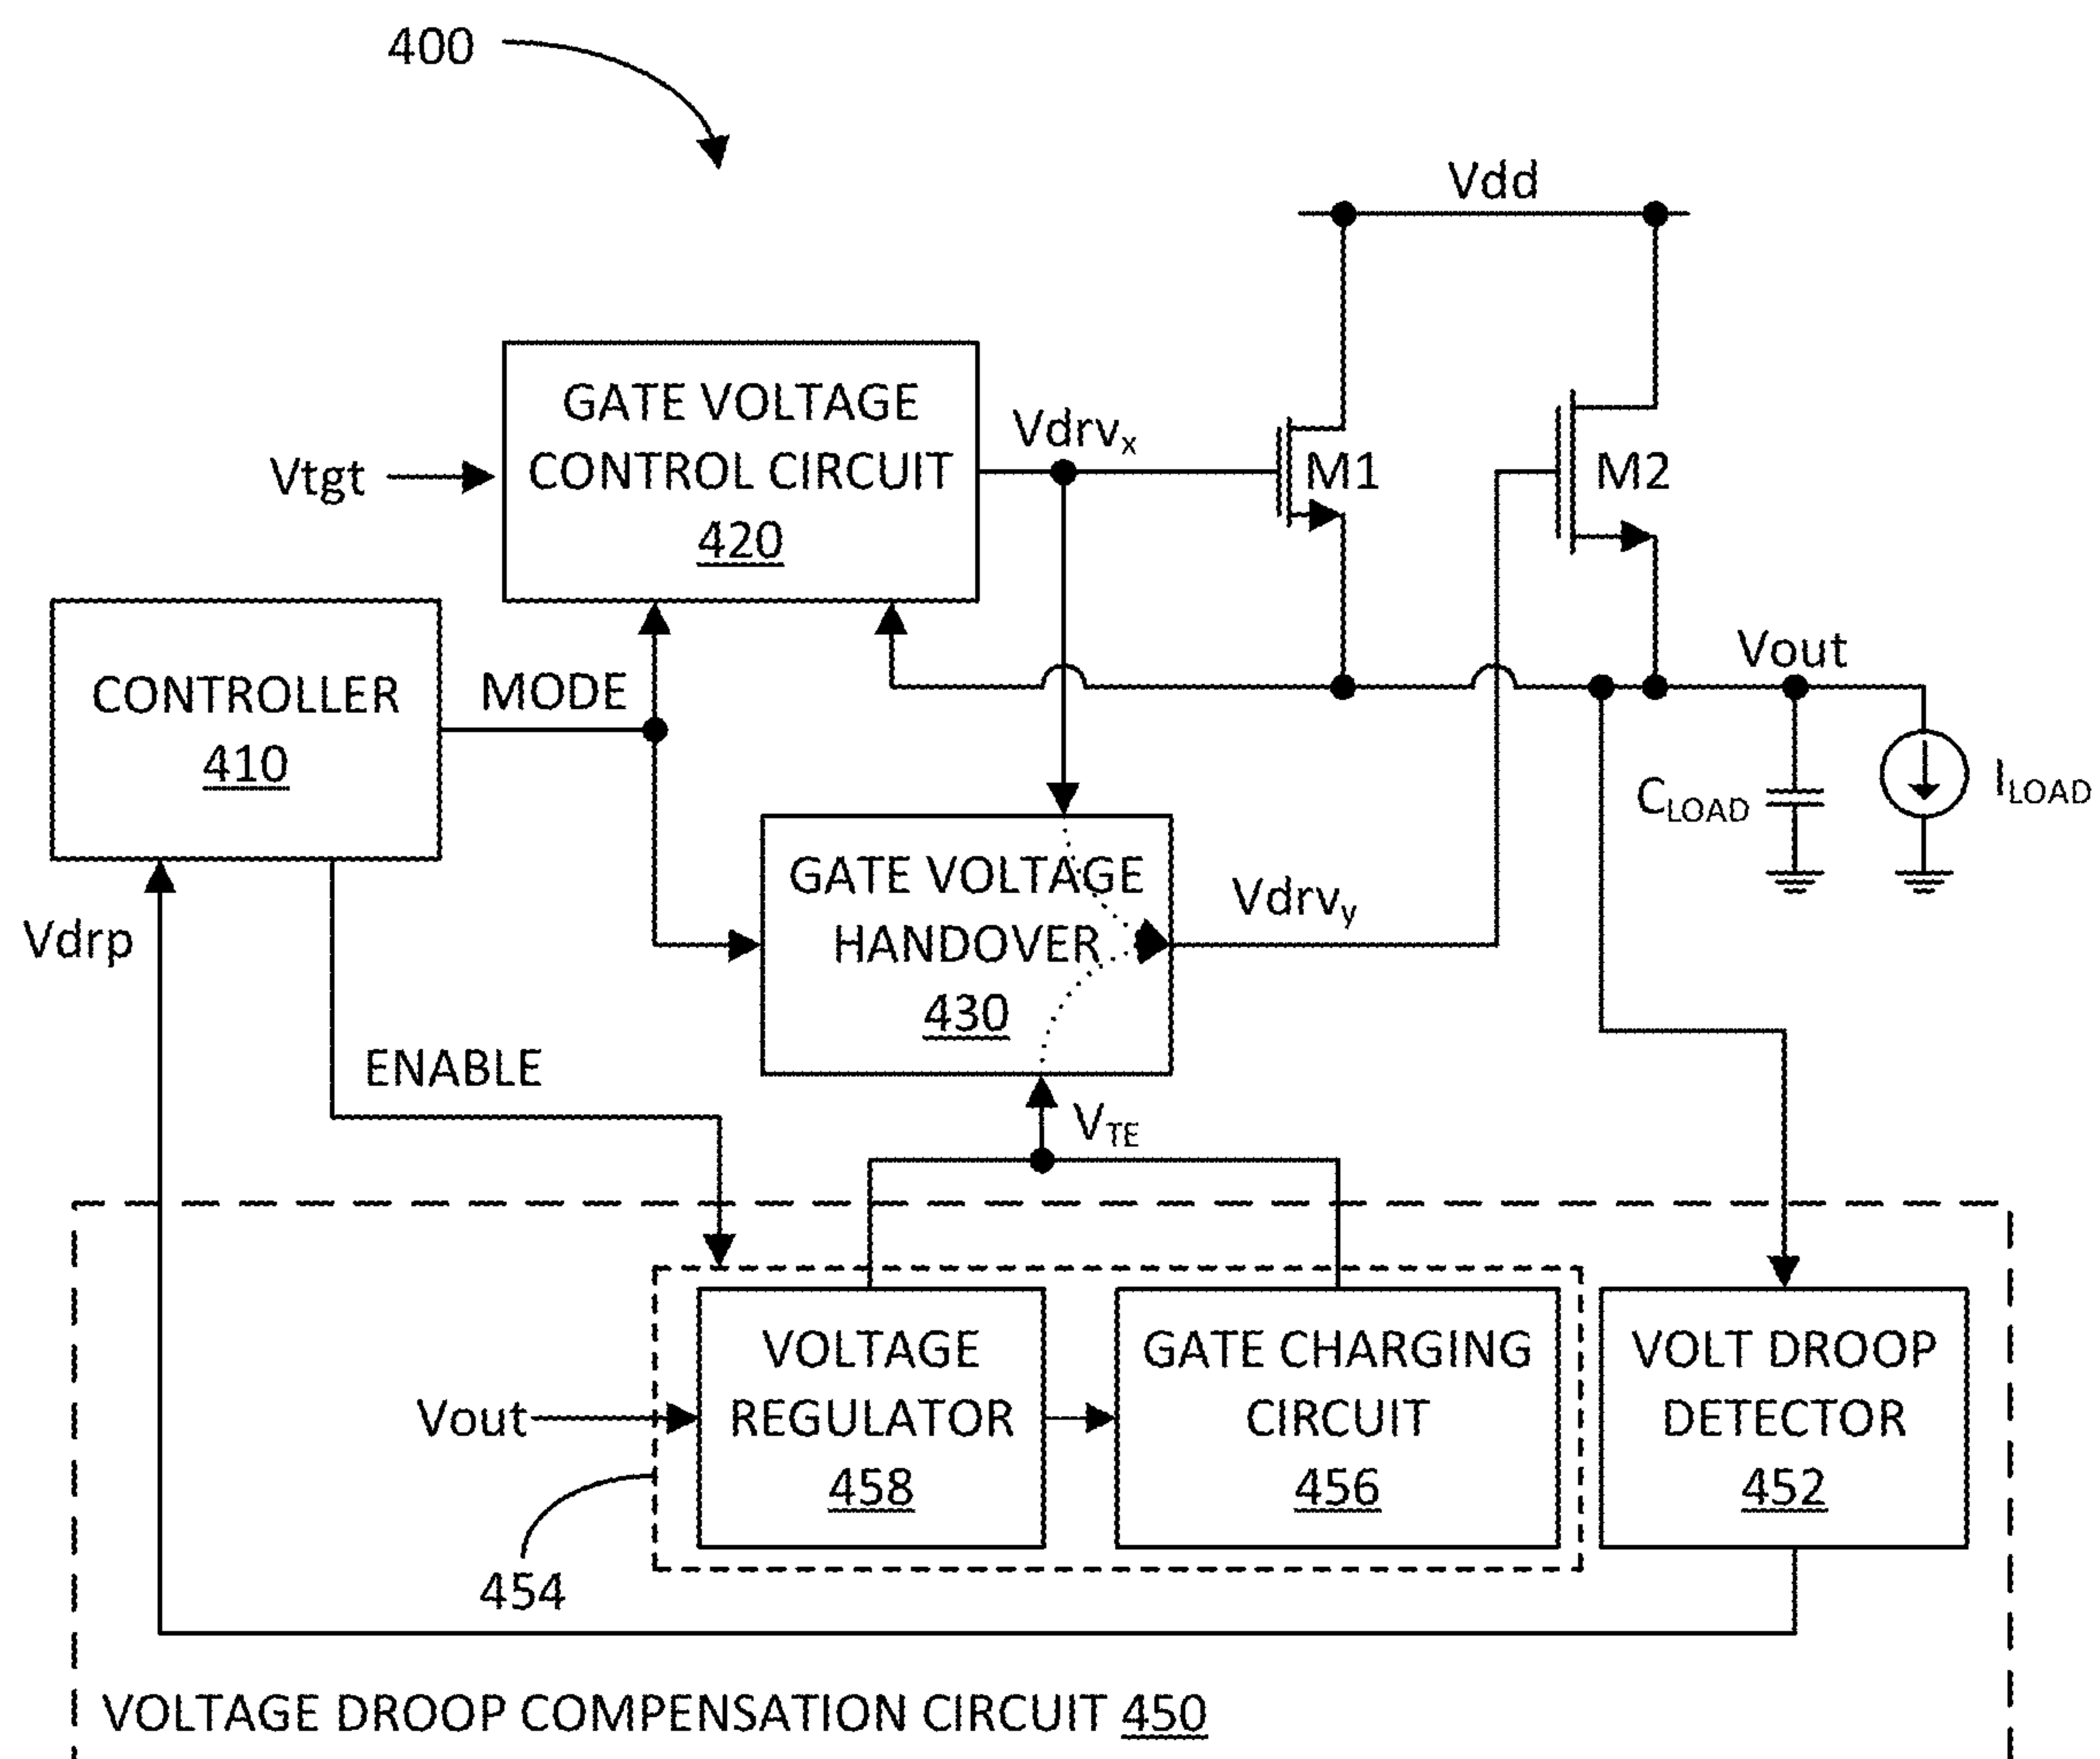 400
Vdd
GATE VOLTAGE
CONTROL CIRCUIT
420
Vtgt
Vdrvx
M1
M2
CONTROLLER
410
MODE
Vout
CLOAD
ILOAD
GATE VOLTAGE
HANDOVER
430
Vdrvy
Vdrp
ENABLE
VTE
VOLTAGE
REGULATOR
458
GATE CHARGING
CIRCUIT
456
VOLT DROOP
DETECTOR
452
Vout
454
VOLTAGE DROOP COMPENSATION CIRCUIT 450